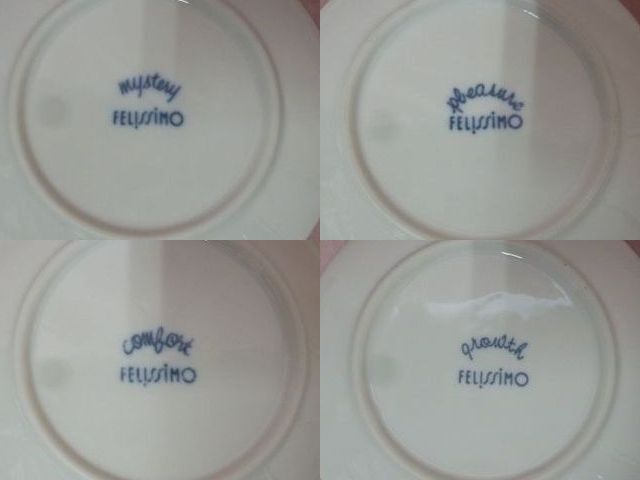 mystery
FELISSIMO
pleasure
FELISSIMO
comfort
FELISSIMO
growth
FELISSIMO